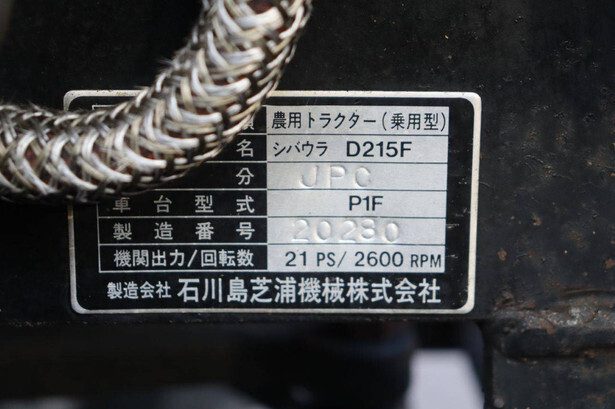 農用トラクター(乗用型)
名 シバウラ D215F
分 JPC
車台型式 P1F
製造番号 20280
機関出力/回転数 21 PS/2600 RPM
製造会社 石川島芝浦機械株式会社